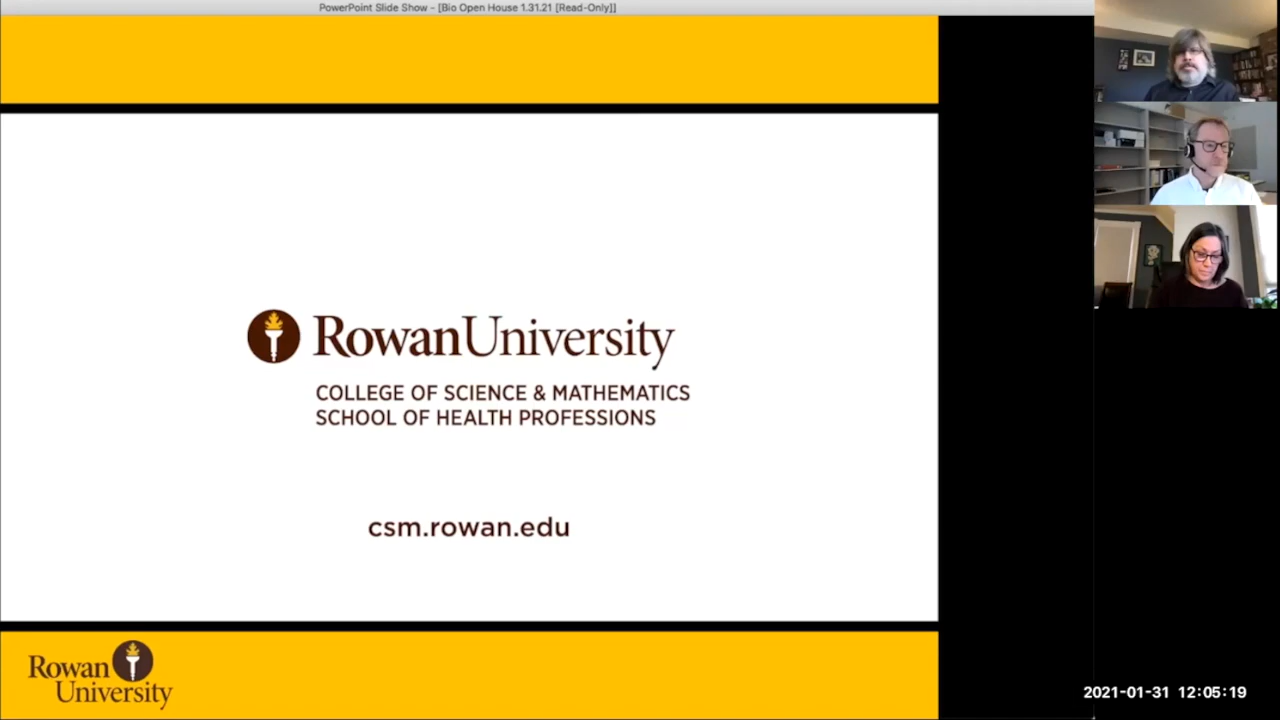 PowerPoint Slide Show - [Bio Open House 1.31.21 [Read-Only]]
RowanUniversity
COLLEGE OF SCIENCE & MATHEMATICS
SCHOOL OF HEALTH PROFESSIONS
csm.rowan.edu
Rowan
University
2021-01-31 12:05:19